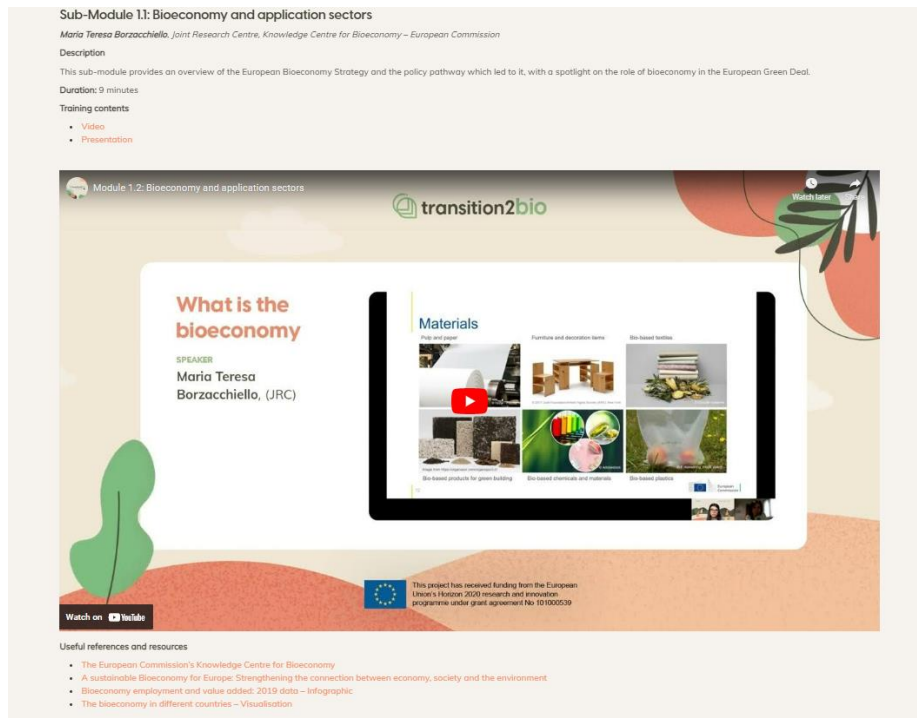 Sub-Module 1.1: Bioeconomy and application sectors
Maria Teresa Borzacchiello, Joint Research Centre, Knowledge Centre for Bioeconomy – European Commission
Description
This sub-module provides an overview of the European Bioeconomy Strategy and the policy pathway which led to it, with a spotlight on the role of bioeconomy in the European Green Deal.
Duration: 9 minutes
Training contents
Video
Presentation
Module 1.2: Bioeconomy and application sectors
Watch later
Share
transition2bio
What is the
bioeconomy
SPEAKER
Maria Teresa
Borzacchiello, (JRC)
Materials
Pulp and paper
Furniture and decoration items
Bio-based textiles
Bio-based products for green building
Bio-based chemicals and materials
Bio-based plastics
European
Commission
This project has received funding from the European
Union's Horizon 2020 research and innovation
programme under grant agreement No 101000539
Watch on YouTube
Useful references and resources
The European Commission's Knowledge Centre for Bioeconomy
A sustainable Bioeconomy for Europe: Strengthening the connection between economy, society and the environment
Bioeconomy employment and value added: 2019 data – Infographic
The bioeconomy in different countries – Visualisation